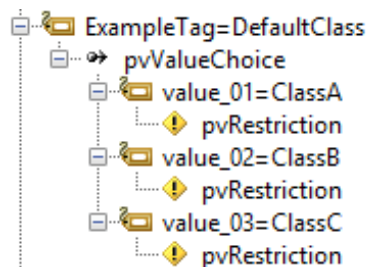 ExampleTag=DefaultClass
pvValueChoice
value_01=ClassA
pvRestriction
value_02=ClassB
pvRestriction
value_03=ClassC
pvRestriction